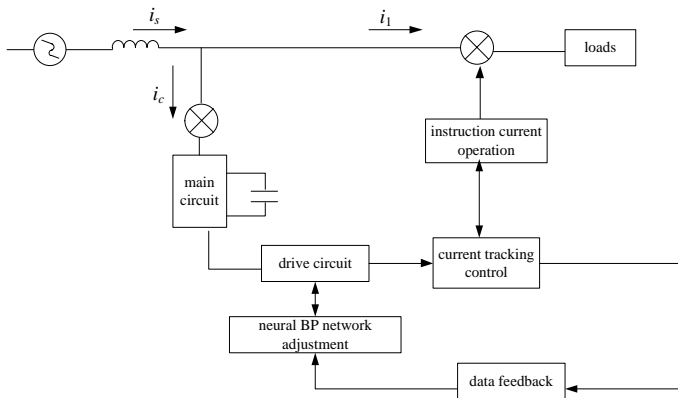 i_s
i_1
loads
i_c
instruction current
operation
main
circuit
drive circuit
current tracking
control
neural BP network
adjustment
data feedback